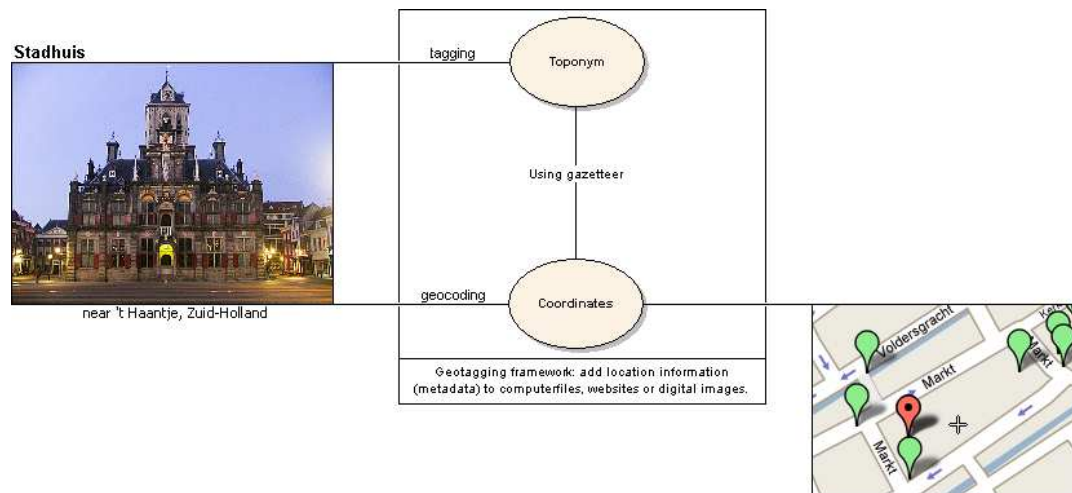 Stadhuis
tagging
Toponym
Using gazetteer
geocoding
Coordinates
near 't Haantje, Zuid-Holland
Geotagging framework: add location information
(metadata) to computerfiles, websites or digital images.
Voldersgracht
Markt
Markt
Markt